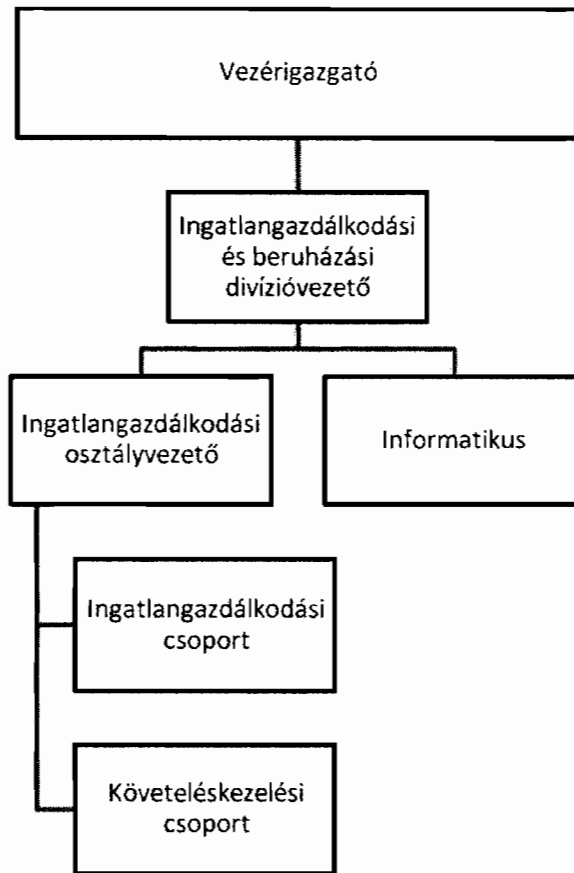 Vezérigazgató
Ingatlangazdálkodási
és beruházási
divízióvezető
Ingatlangazdálkodási
osztályvezető
Informatikus
Ingatlangazdálkodási
csoport
Követeléskezelési
csoport